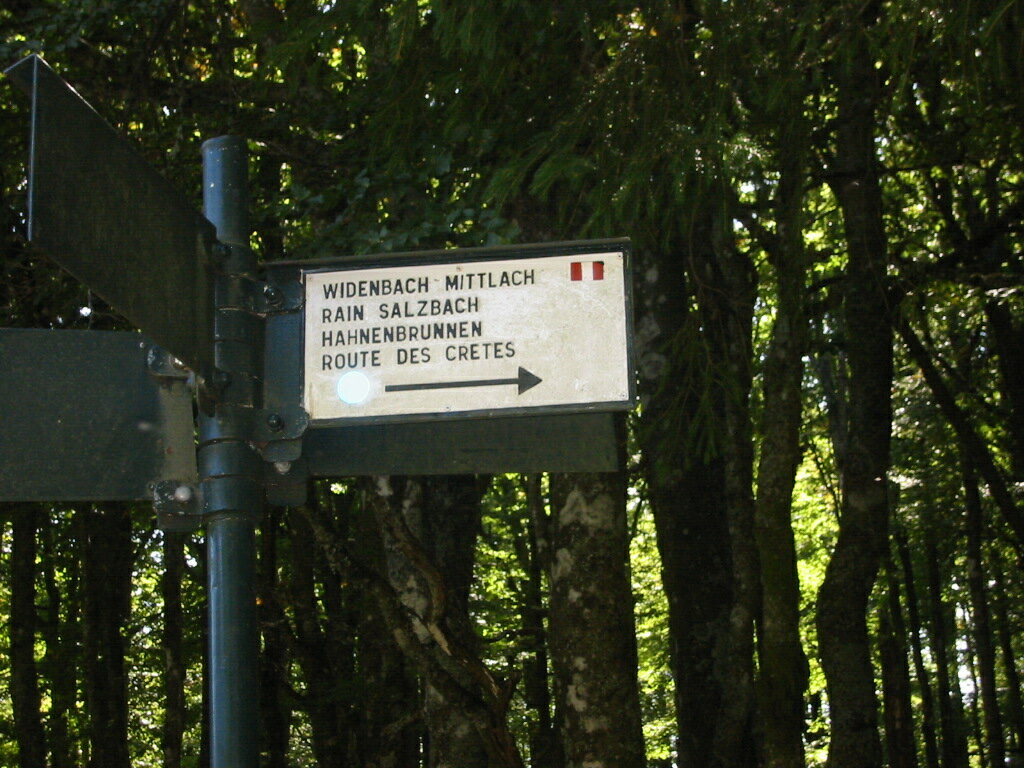 WIDENBACH - MITTLACH
RAIN SALZBACH
HAHNENBRUNNEN
ROUTE DES CRETES